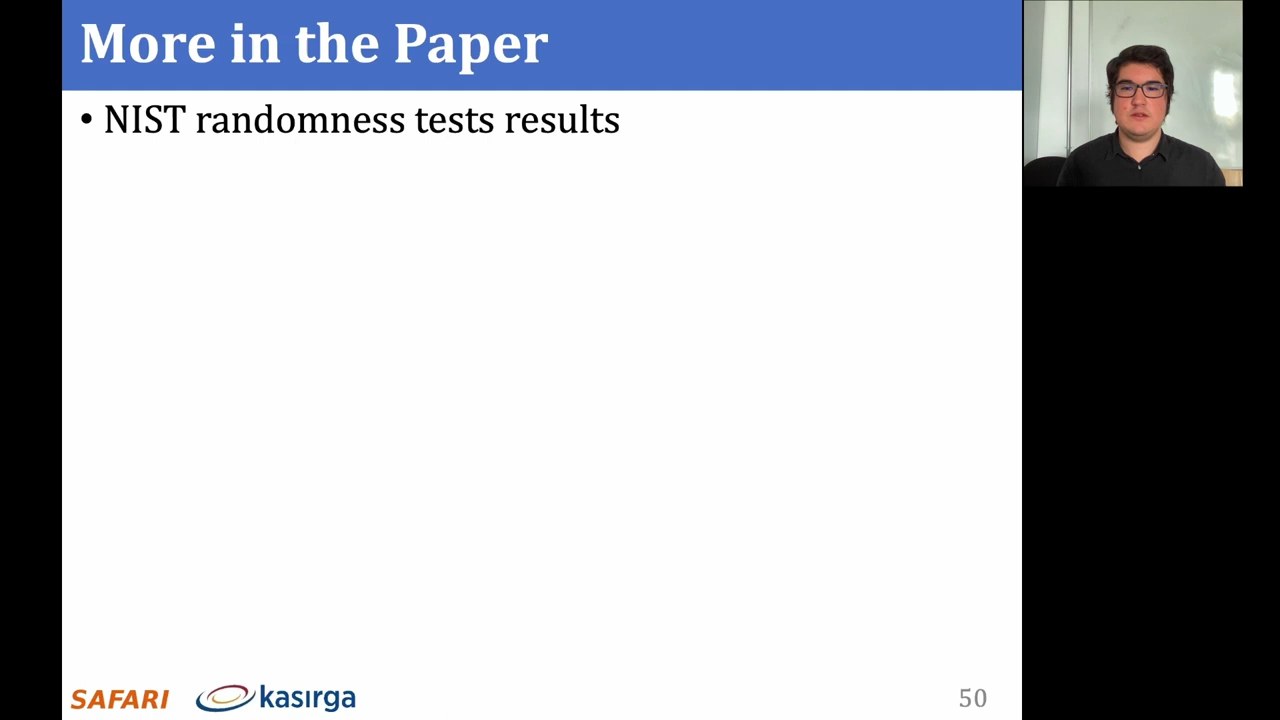 More in the Paper
• NIST randomness tests results
SAFARI
kasırga
50